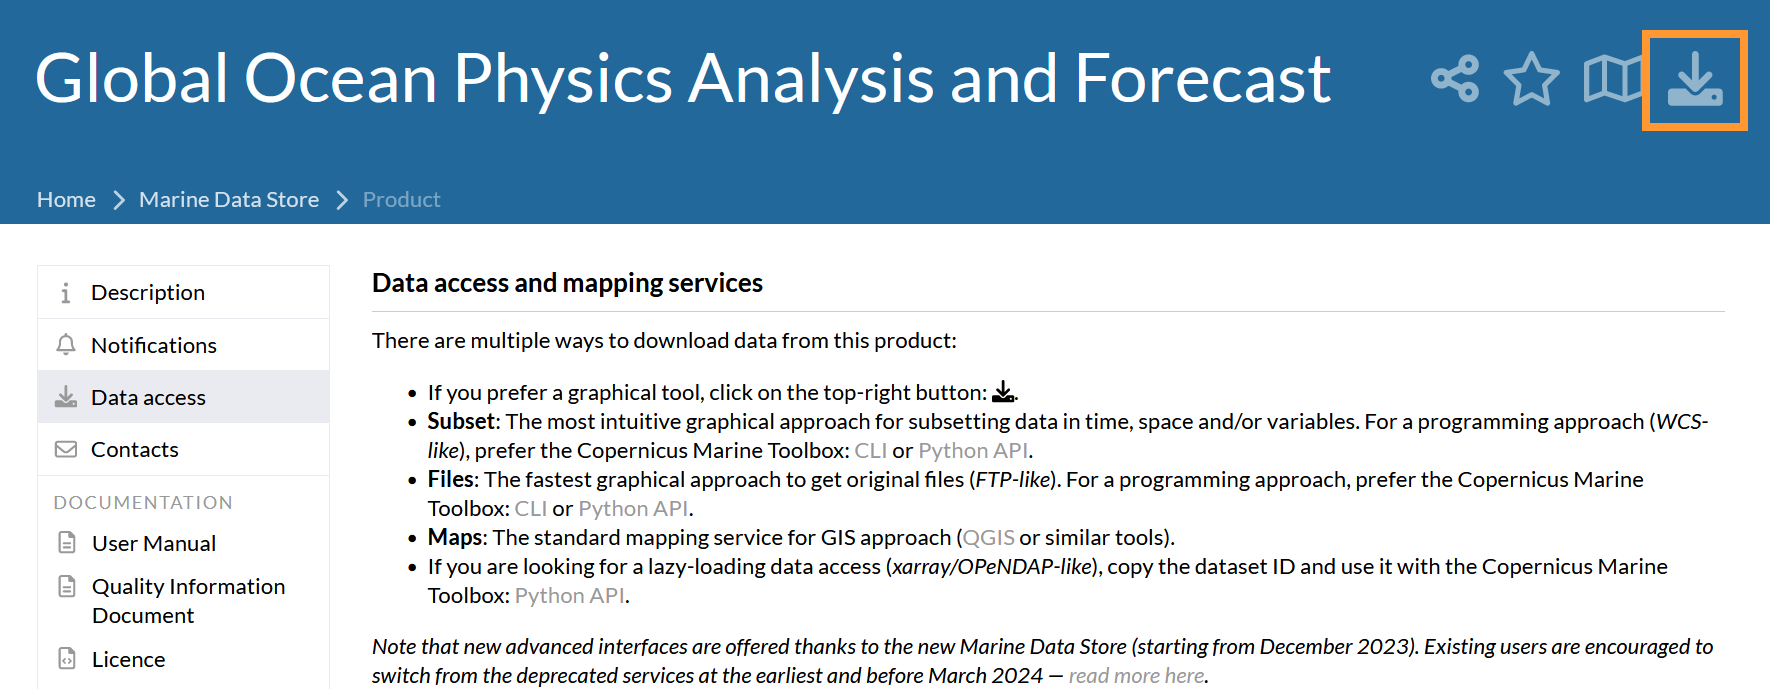 Global Ocean Physics Analysis and Forecast
Home > Marine Data Store > Product
Description
Notifications
Data access
Contacts
DOCUMENTATION
User Manual
Quality Information
Document
Licence
Data access and mapping services
There are multiple ways to download data from this product:
• If you prefer a graphical tool, click on the top-right button: .
• Subset: The most intuitive graphical approach for subsetting data in time, space and/or variables. For a programming approach (WCS-
like), prefer the Copernicus Marine Toolbox: CLI or Python API.
• Files: The fastest graphical approach to get original files (FTP-like). For a programming approach, prefer the Copernicus Marine
Toolbox: CLI or Python API.
• Maps: The standard mapping service for GIS approach (QGIS or similar tools).
• If you are looking for a lazy-loading data access (xarray/OPeNDAP-like), copy the dataset ID and use it with the Copernicus Marine
Toolbox: Python API.
Note that new advanced interfaces are offered thanks to the new Marine Data Store (starting from December 2023). Existing users are encouraged to
switch from the deprecated services at the earliest and before March 2024 — read more here.